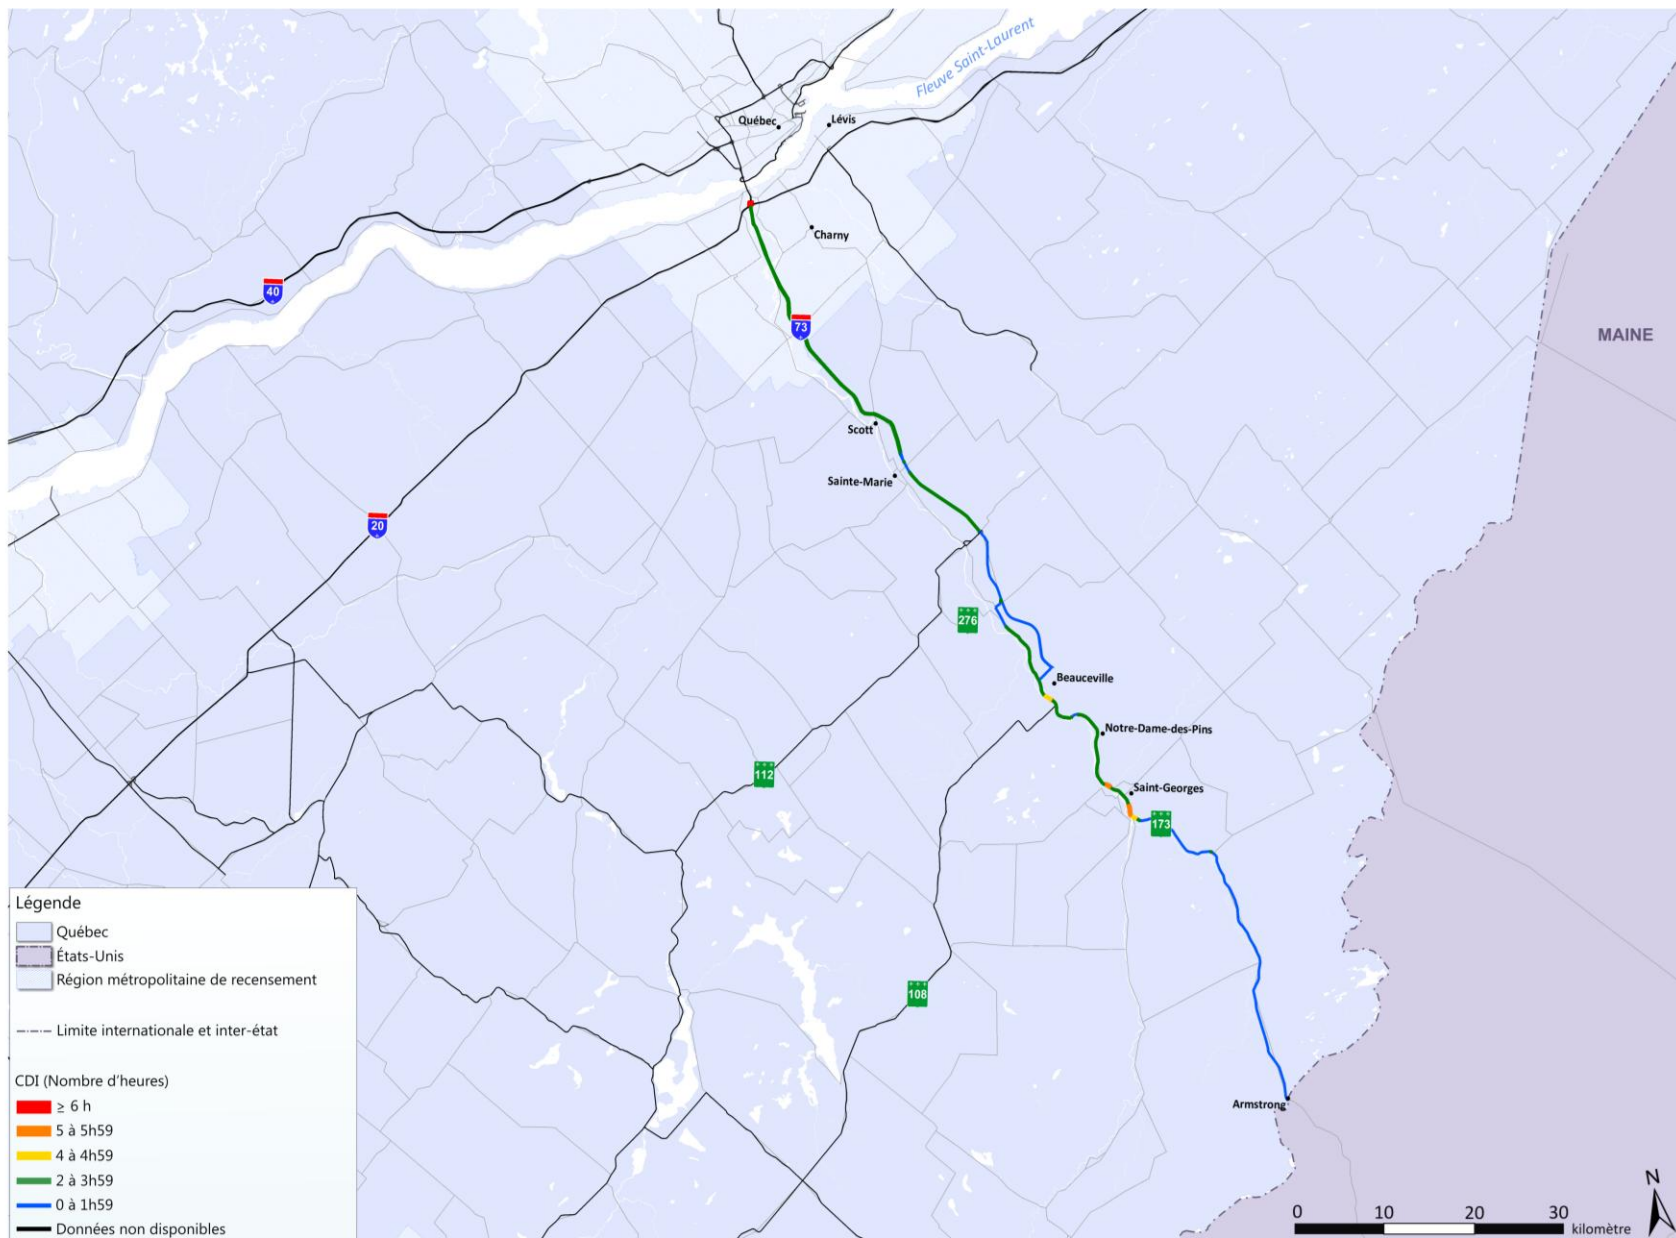 Fleuve Saint-Laurent
Québec
Lévis
Charny
40
73
MAINE
Scott
Sainte-Marie
20
276
Beauceville
Notre-Dame-des-Pins
112
Saint-Georges
173
108
Armstrong
Légende
Québec
États-Unis
Région métropolitaine de recensement
Limite internationale et inter-état
CDI (Nombre d'heures)
≥ 6 h
5 à 5h59
4 à 4h59
2 à 3h59
0 à 1h59
Données non disponibles
N
0 10 20 30
kilomètre